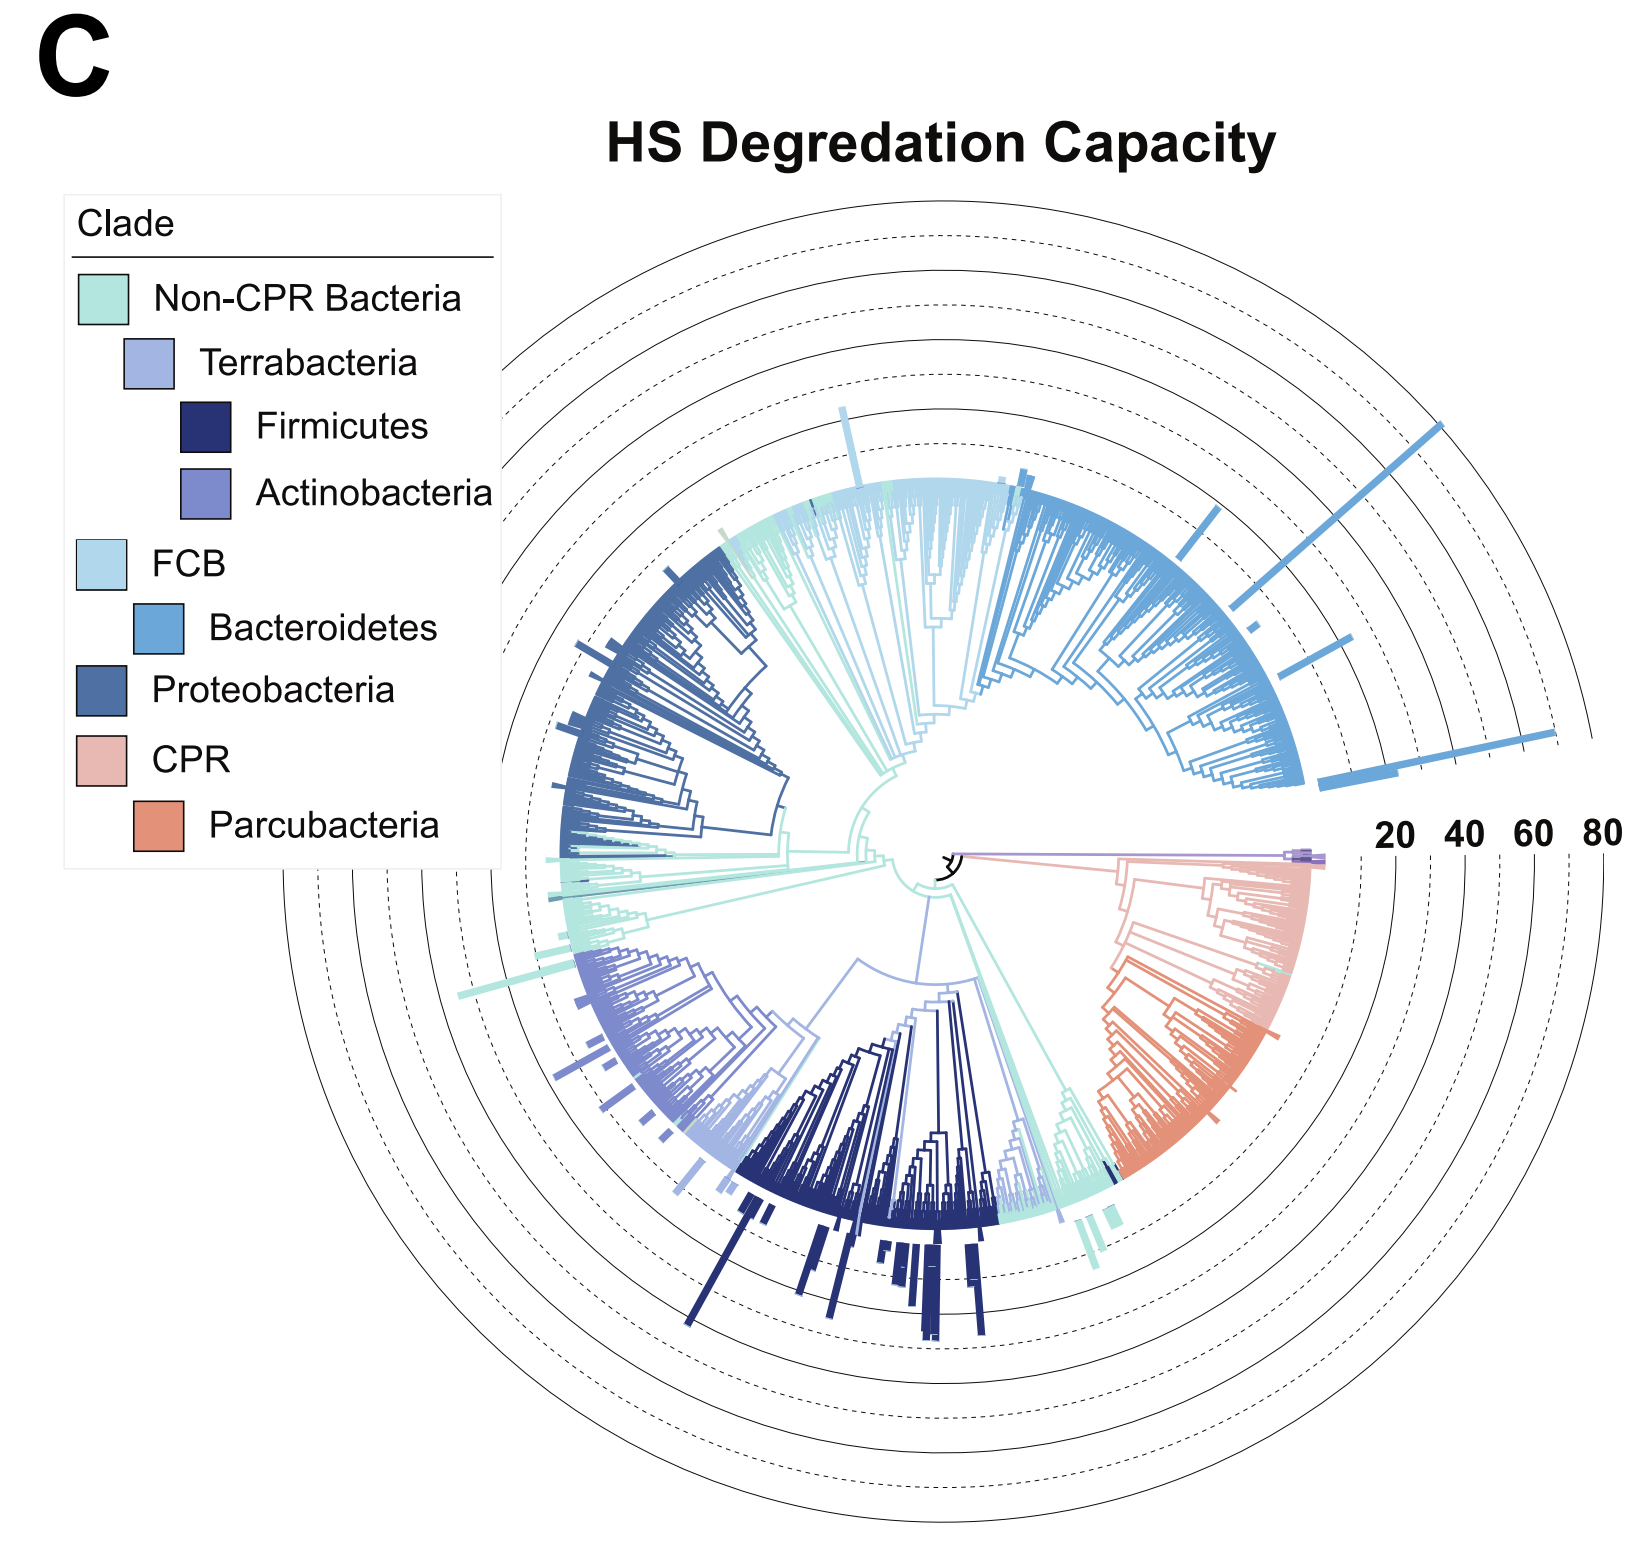 C
HS Degredation Capacity
Clade
Non-CPR Bacteria
Terrabacteria
Firmicutes
Actinobacteria
FCB
Bacteroidetes
Proteobacteria
CPR
Parcubacteria
20 40 60 80